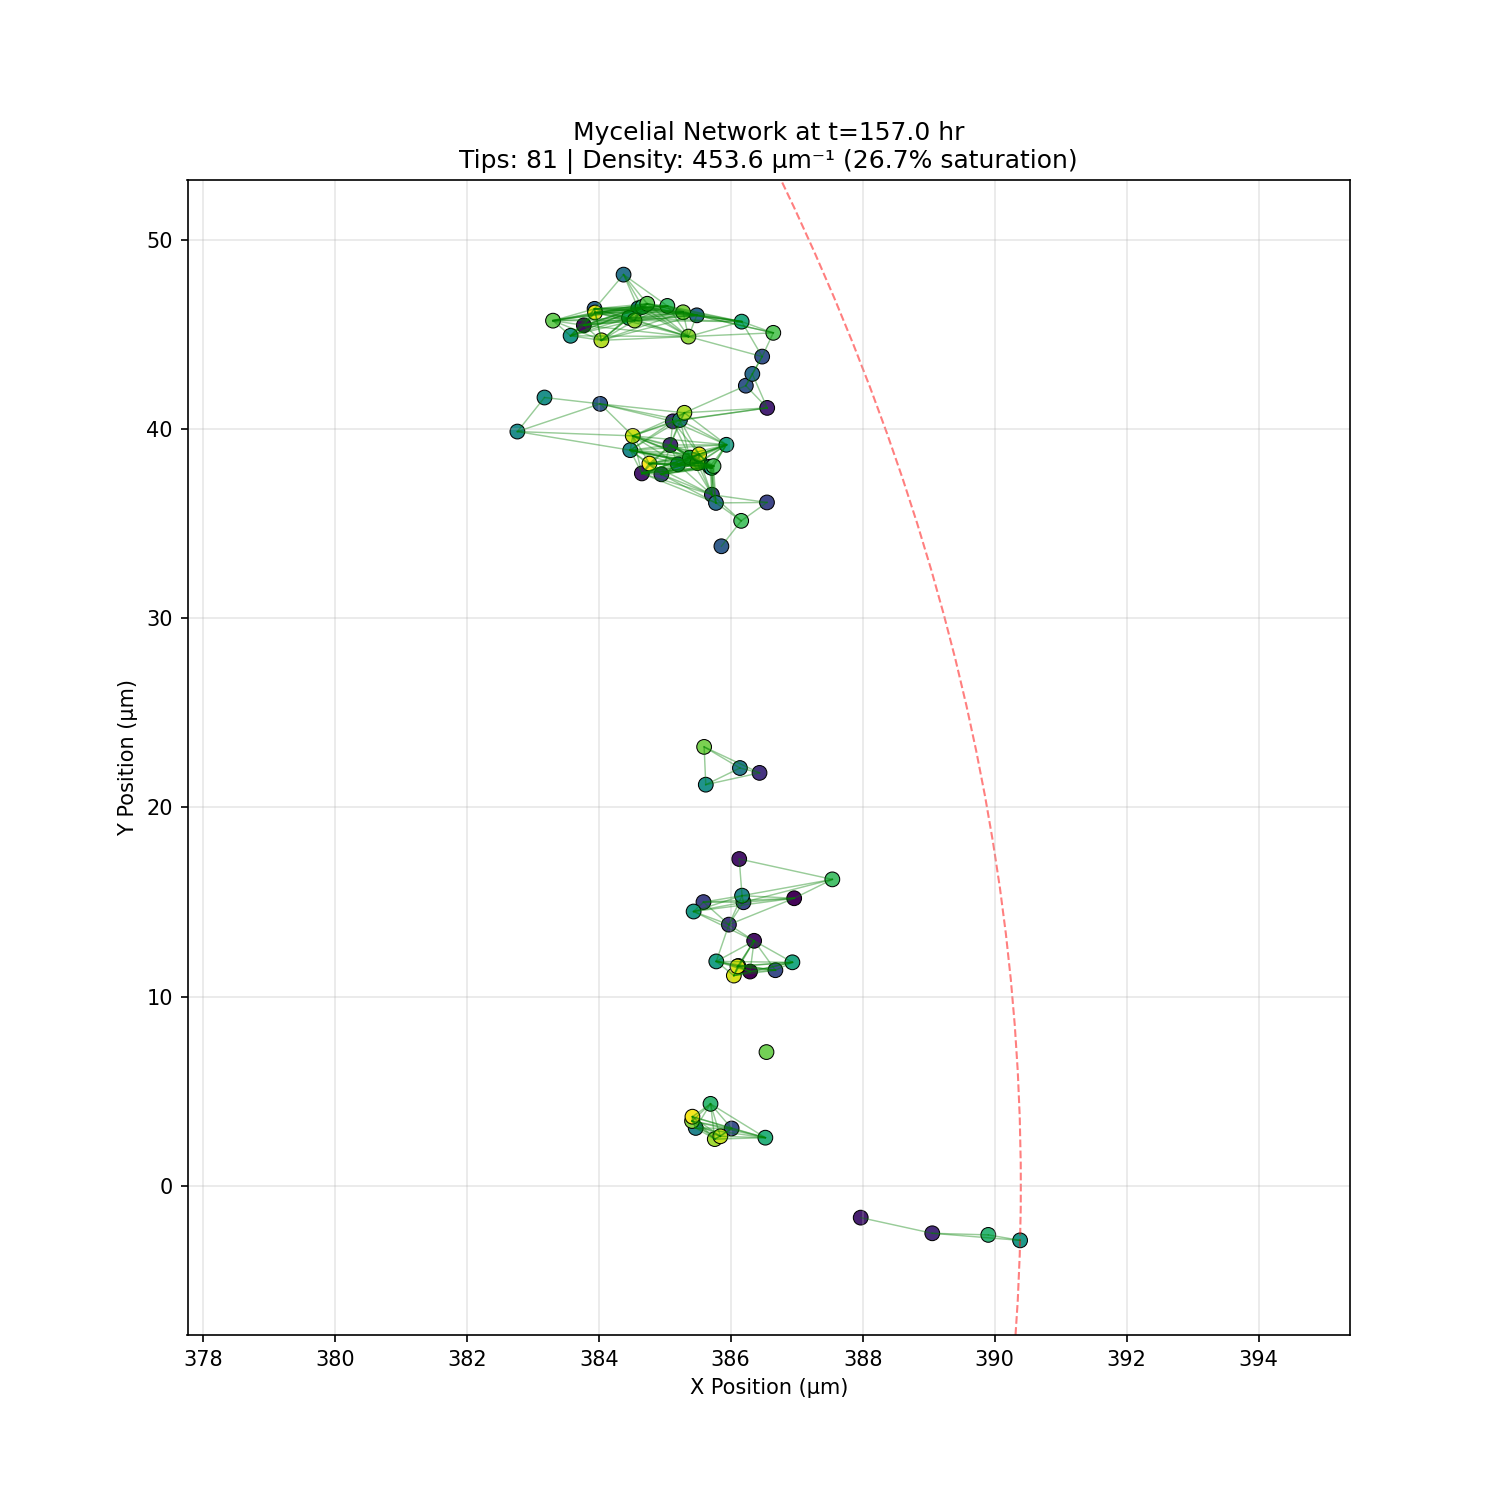 Mycelial Network at t=157.0 hr
Tips: 81 | Density: 453.6 μm⁻¹ (26.7% saturation)
50
40
30
20
10
0
Y Position (μm)
378 380 382 384 386 388 390 392 394
X Position (μm)